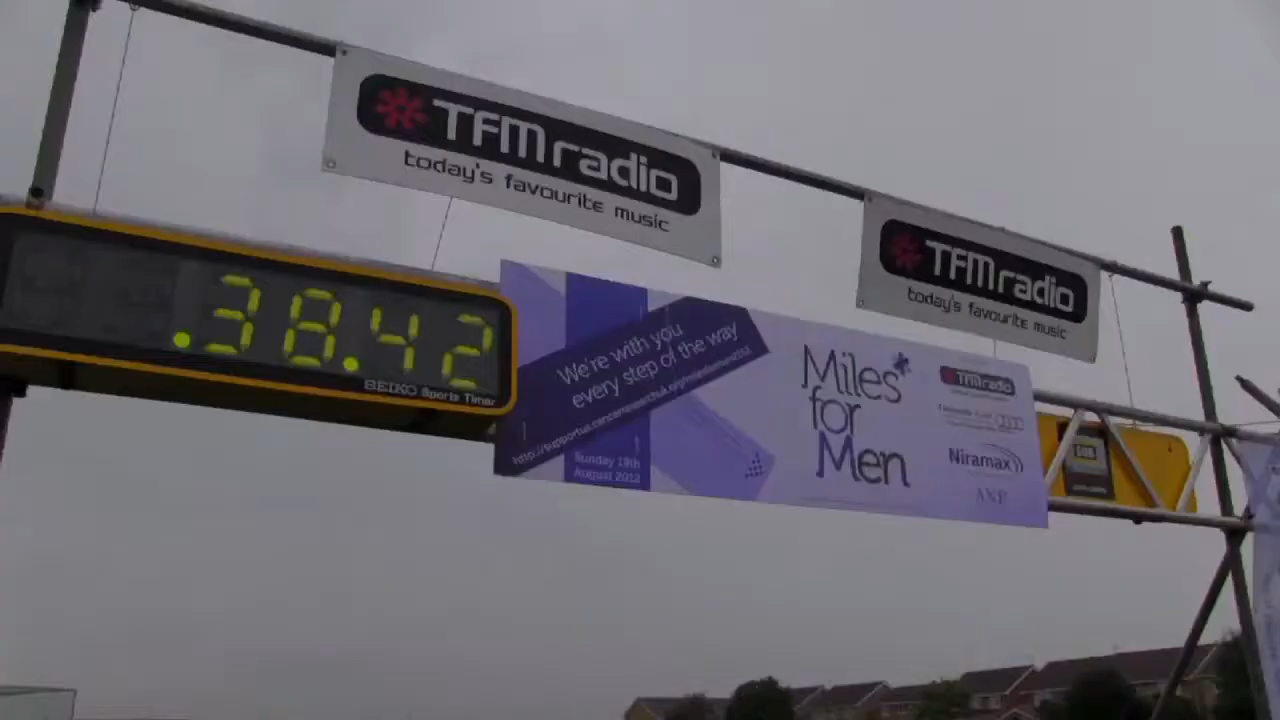 TFM radio
today's favourite music
TFM radio
today's favourite music
.38.42
SEIKO Sports Timer
We're with you
every step of the way
Sunday 19th
August 2012
Miles
for
Men
TFM radio
Niramax